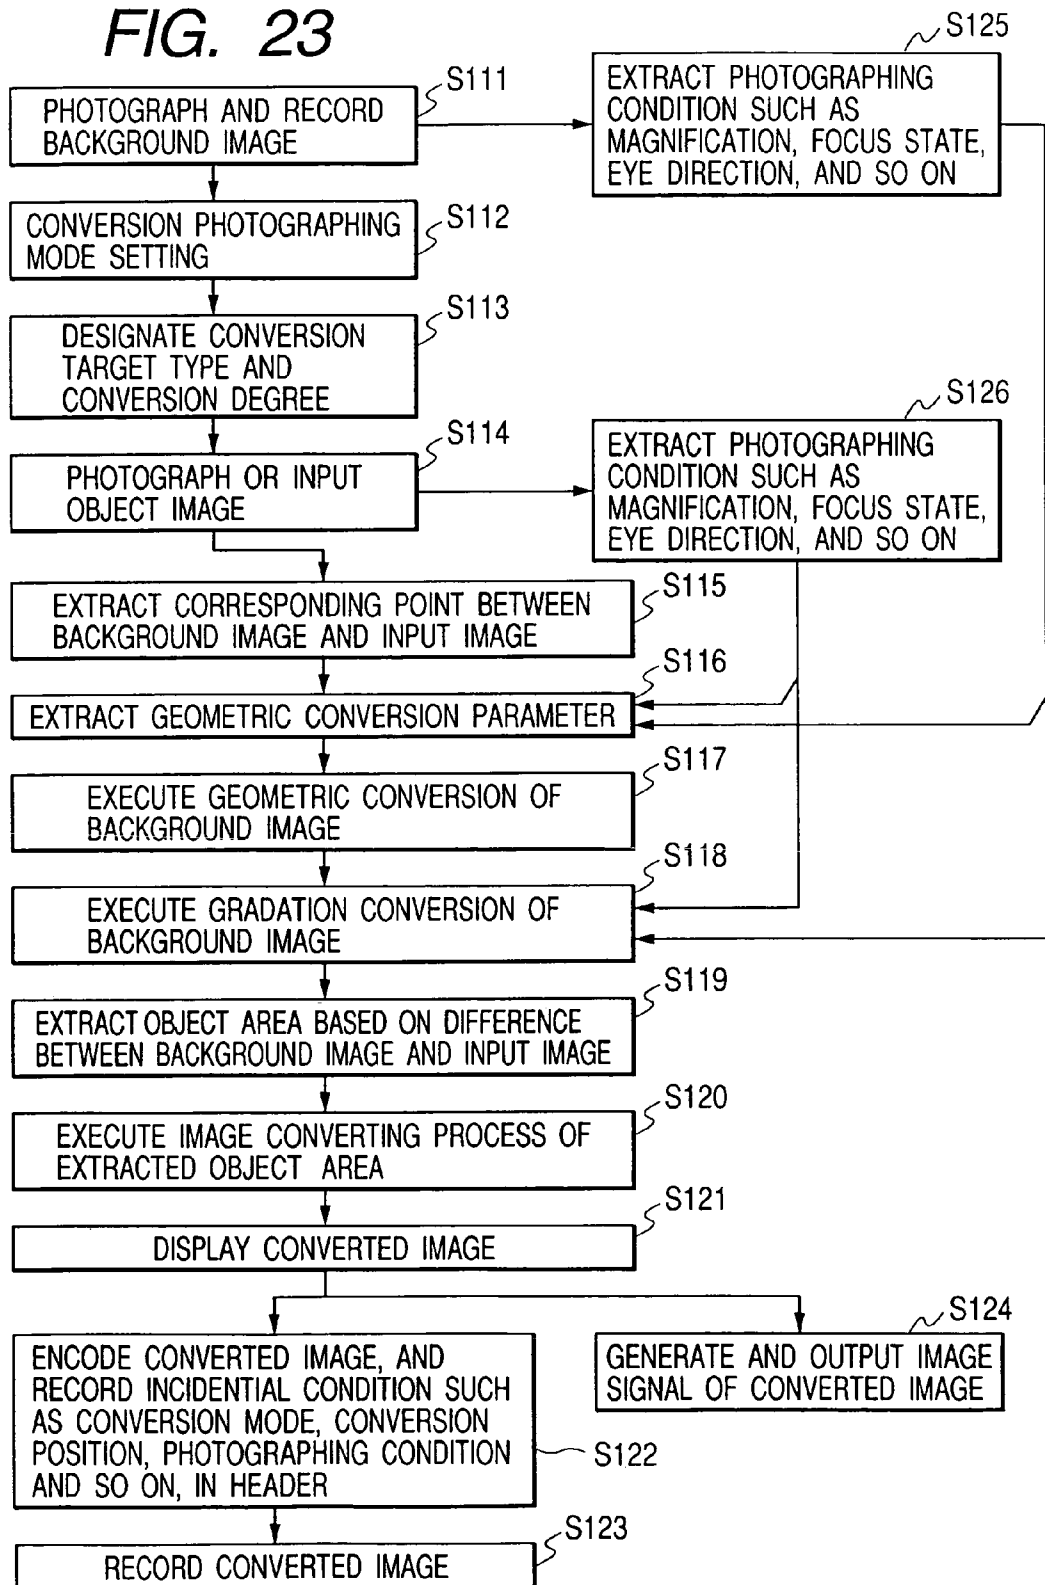 FIG. 23
S111
PHOTOGRAPH AND RECORD
BACKGROUND IMAGE
S125
EXTRACT PHOTOGRAPHING
CONDITION SUCH AS
MAGNIFICATION, FOCUS STATE,
EYE DIRECTION, AND SO ON
S112
CONVERSION PHOTOGRAPHING
MODE SETTING
S113
DESIGNATE CONVERSION
TARGET TYPE AND
CONVERSION DEGREE
S114
PHOTOGRAPH OR INPUT
OBJECT IMAGE
S126
EXTRACT PHOTOGRAPHING
CONDITION SUCH AS
MAGNIFICATION, FOCUS STATE,
EYE DIRECTION, AND SO ON
S115
EXTRACT CORRESPONDING POINT BETWEEN
BACKGROUND IMAGE AND INPUT IMAGE
S116
EXTRACT GEOMETRIC CONVERSION PARAMETER
S117
EXECUTE GEOMETRIC CONVERSION OF
BACKGROUND IMAGE
S118
EXECUTE GRADATION CONVERSION OF
BACKGROUND IMAGE
S119
EXTRACT OBJECT AREA BASED ON DIFFERENCE
BETWEEN BACKGROUND IMAGE AND INPUT IMAGE
S120
EXECUTE IMAGE CONVERTING PROCESS OF
EXTRACTED OBJECT AREA
S121
DISPLAY CONVERTED IMAGE
ENCODE CONVERTED IMAGE, AND
RECORD INCIDENTIAL CONDITION SUCH
AS CONVERSION MODE, CONVERSION
POSITION, PHOTOGRAPHING CONDITION
AND SO ON, IN HEADER
S122
S124
GENERATE AND OUTPUT IMAGE
SIGNAL OF CONVERTED IMAGE
S123
RECORD CONVERTED IMAGE